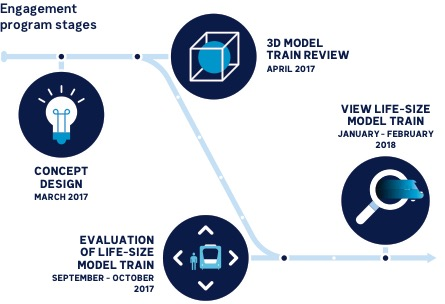 Engagement
program stages
3D MODEL
TRAIN REVIEW
APRIL 2017
CONCEPT
DESIGN
MARCH 2017
VIEW LIFE-SIZE
MODEL TRAIN
JANUARY - FEBRUARY
2018
EVALUATION
OF LIFE-SIZE
MODEL TRAIN
SEPTEMBER - OCTOBER
2017